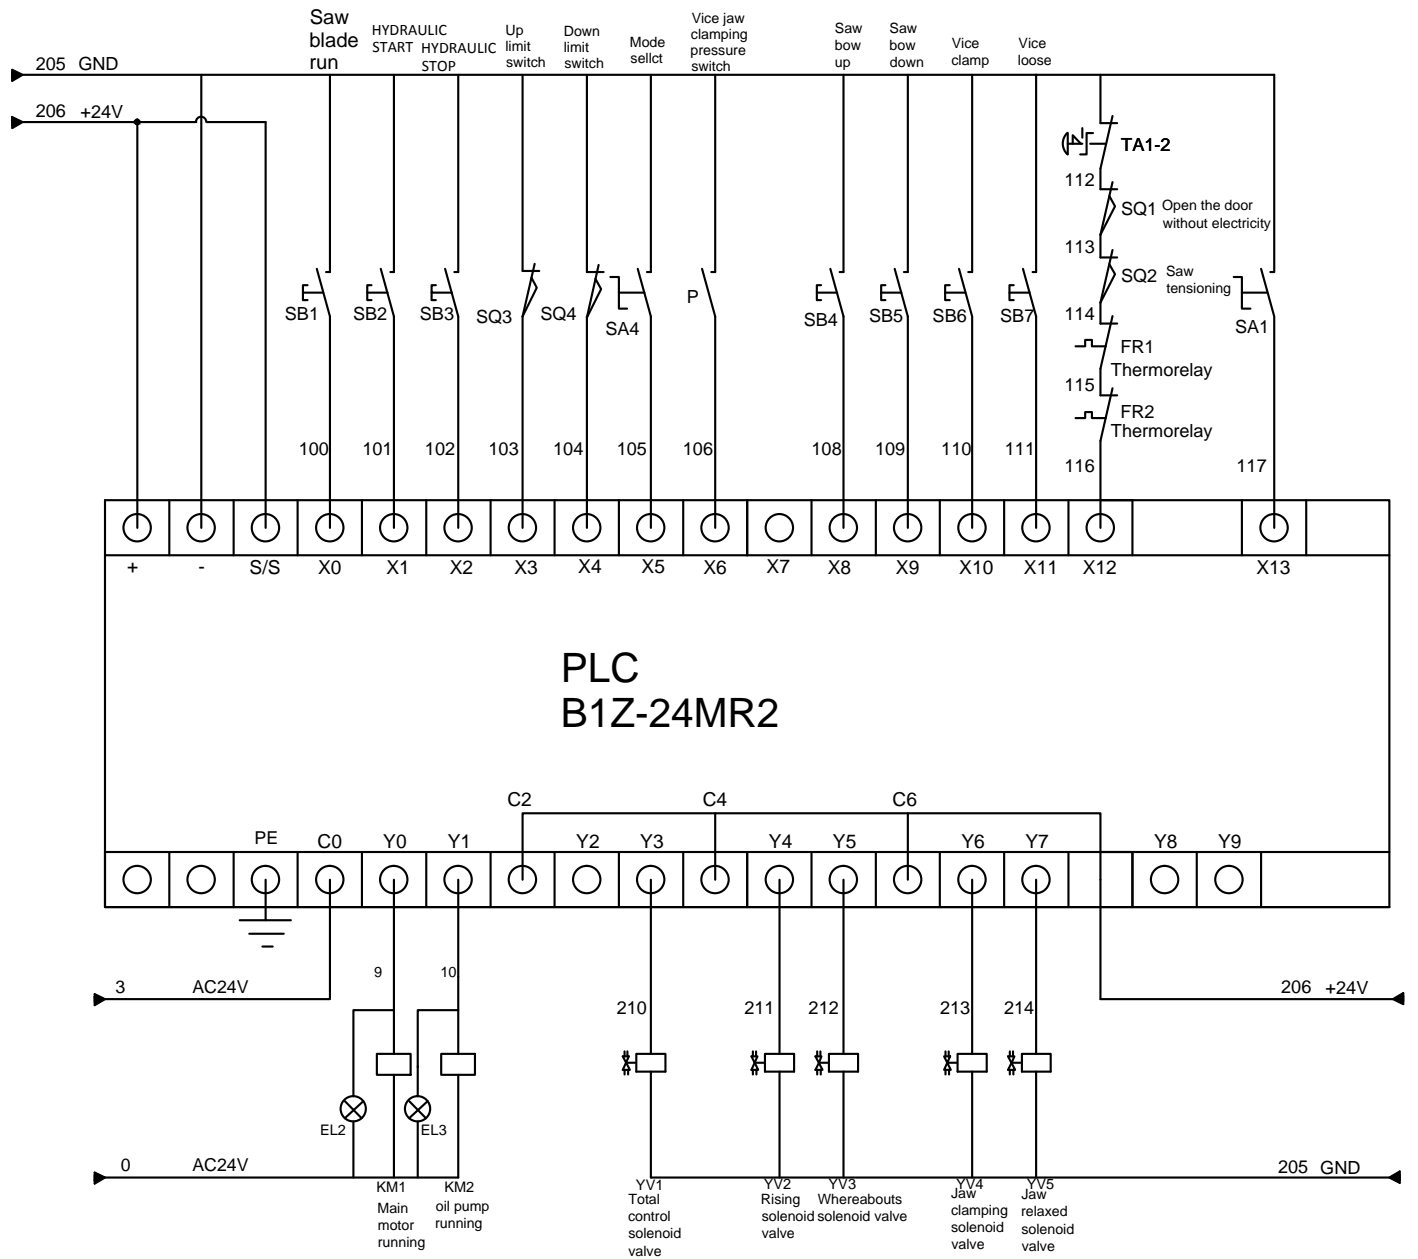 Saw
blade
run
HYDRAULIC
START
HYDRAULIC
STOP
Up
limit
switch
Down
limit
switch
Mode
sellct
Vice jaw
clamping
pressure
switch
Saw
bow
up
Saw
bow
down
Vice
clamp
Vice
loose
205 GND
206 +24V
TA1-2
112
SQ1 Open the door
without electricity
113
SQ2 Saw
tensioning
114
FR1
Thermorelay
115
FR2
Thermorelay
116
SB1
SB2
SB3
SQ3
SQ4
SA4
P
SB4
SB5
SB6
SB7
SA1
100
101
102
103
104
105
106
108
109
110
111
117
+
-
S/S
X0
X1
X2
X3
X4
X5
X6
X7
X8
X9
X10
X11
X12
X13
PLC
B1Z-24MR2
C2
C4
C6
PE
C0
Y0
Y1
Y2
Y3
Y4
Y5
Y6
Y7
Y8
Y9
9
10
3 AC24V
206 +24V
210
211
212
213
214
EL2
EL3
0 AC24V
205 GND
KM1
Main
motor
running
KM2
oil pump
running
YV1
Total
control
solenoid
valve
YV2
Rising
solenoid
valve
YV3
Whereabouts
solenoid valve
YV4
Jaw
clamping
solenoid
valve
YV5
Jaw
relaxed
solenoid
valve